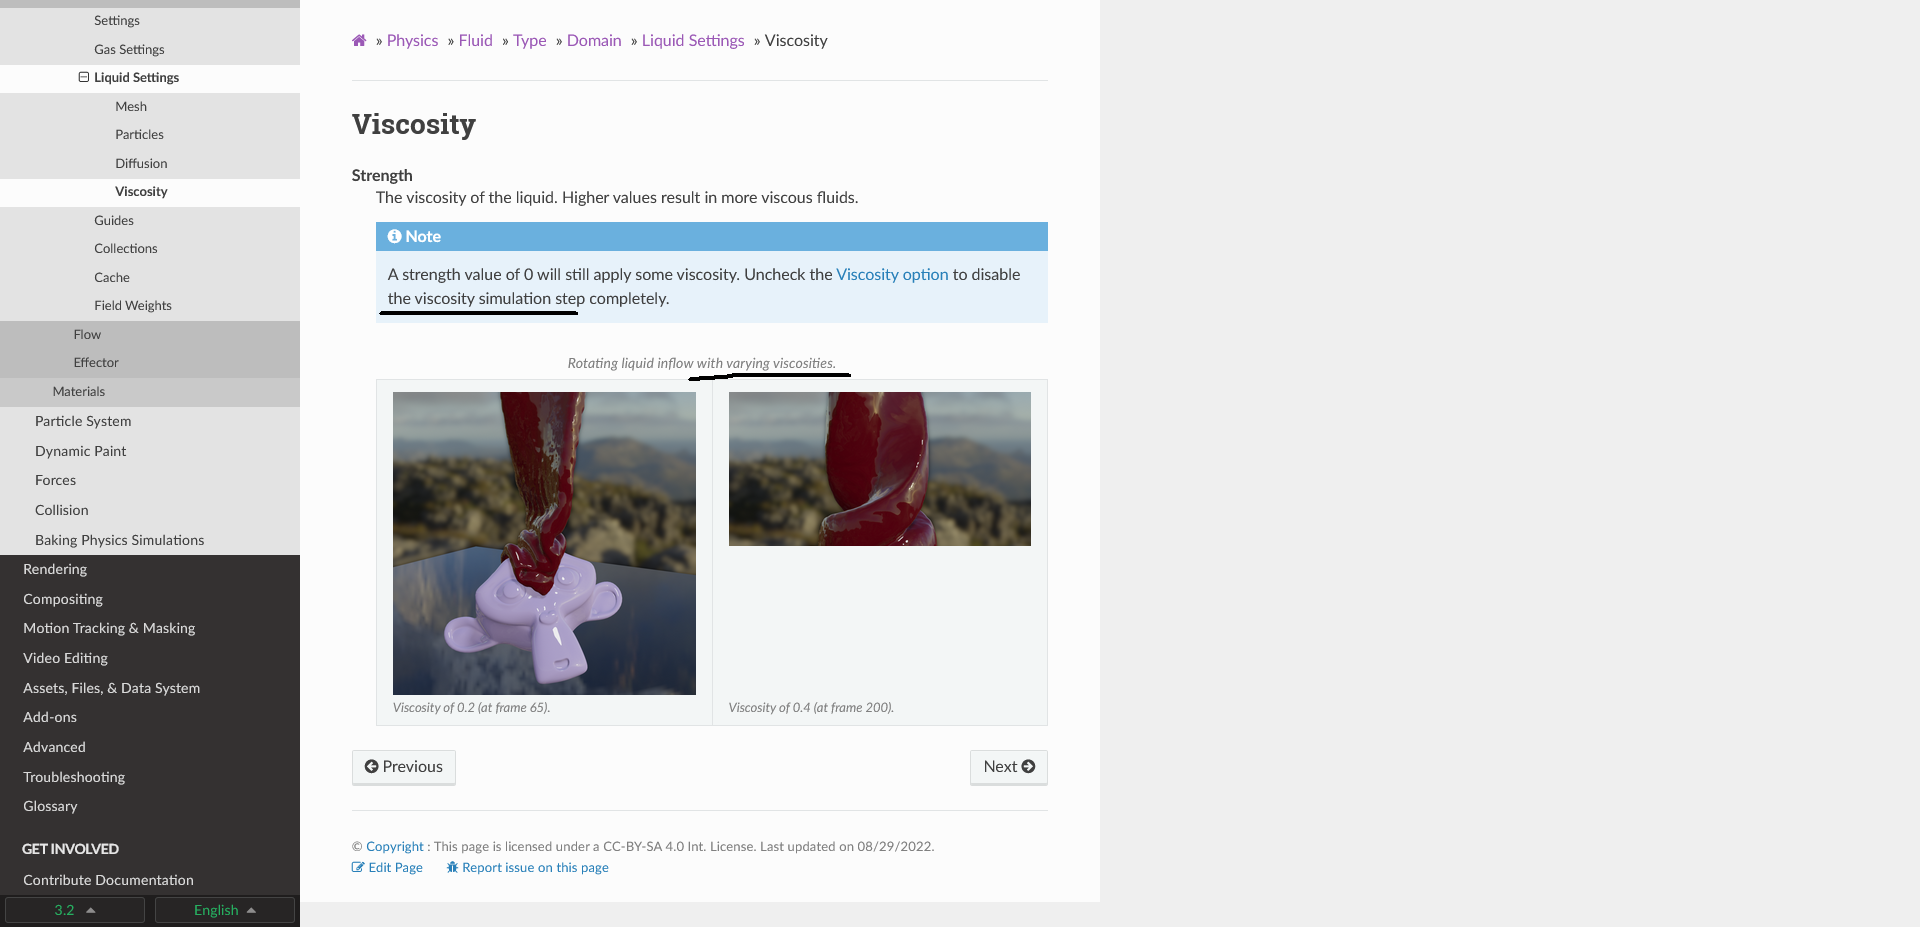 Settings
Gas Settings
Liquid Settings
Mesh
Particles
Diffusion
Viscosity
Guides
Collections
Cache
Field Weights
Flow
Effector
Materials
Particle System
Dynamic Paint
Forces
Collision
Baking Physics Simulations
Rendering
Compositing
Motion Tracking & Masking
Video Editing
Assets, Files, & Data System
Add-ons
Advanced
Troubleshooting
Glossary
GET INVOLVED
Contribute Documentation
3.2
English
» Physics » Fluid » Type » Domain » Liquid Settings » Viscosity
Viscosity
Strength
The viscosity of the liquid. Higher values result in more viscous fluids.
Note
A strength value of 0 will still apply some viscosity. Uncheck the Viscosity option to disable
the viscosity simulation step completely.
Rotating liquid inflow with varying viscosities.
Viscosity of 0.2 (at frame 65).
Viscosity of 0.4 (at frame 200).
Previous
Next
© Copyright : This page is licensed under a CC-BY-SA 4.0 Int. License. Last updated on 08/29/2022.
Edit Page
Report issue on this page